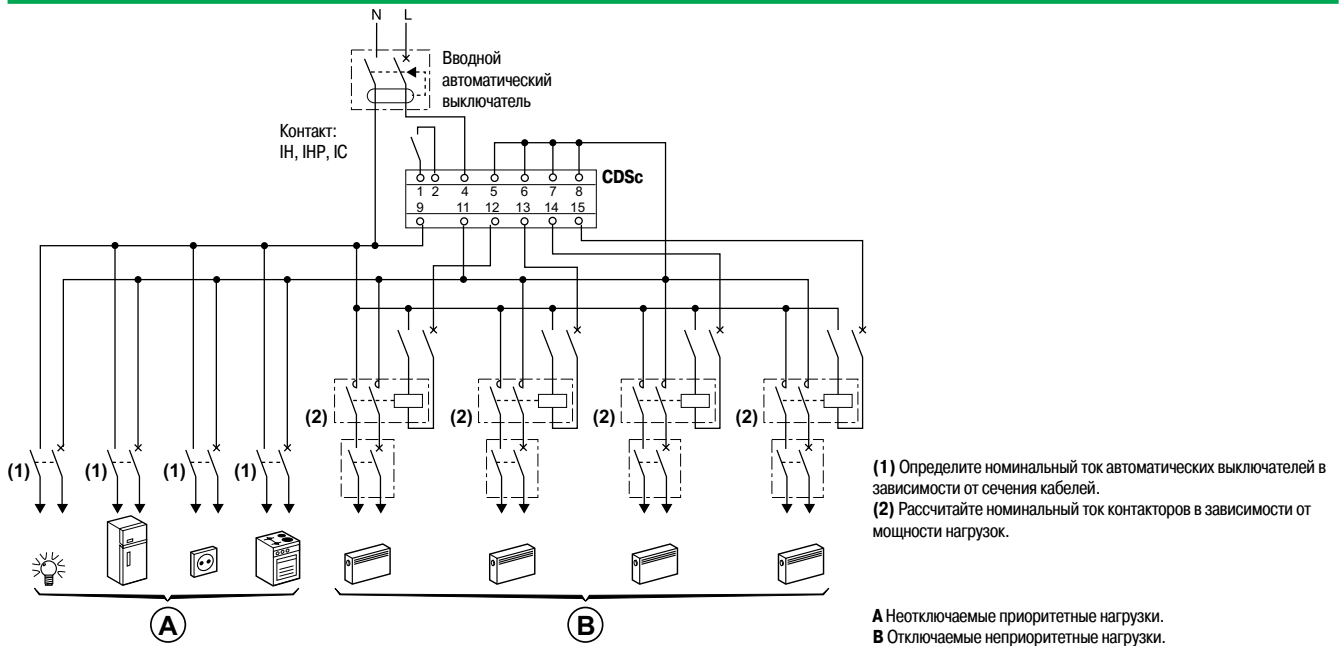 N L
Вводной
автоматический
выключатель
Контакт:
IH, IHP, IC
CDSc
1 2 4 5 6 7 8
9 11 12 13 14 15
(2) (2) (2) (2)
(1) (1) (1) (1)
(1) Определите номинальный ток автоматических выключателей в
зависимости от сечения кабелей.
(2) Рассчитайте номинальный ток контакторов в зависимости от
мощности нагрузок.
A B
A Неотключаемые приоритетные нагрузки.
B Отключаемые неприоритетные нагрузки.